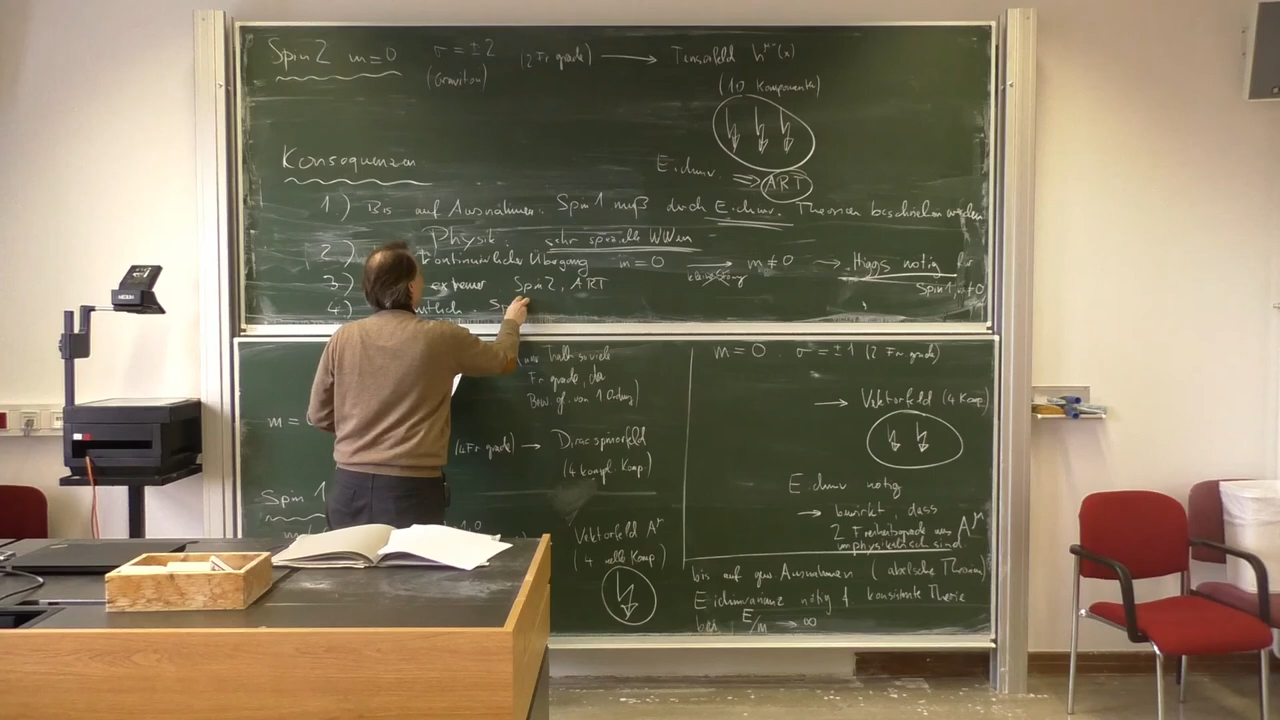 Spin 2 m=0 σ = ±2 (2 Fr grade) → Tensorfeld h^μν(x)
(Graviton) (10 Komponenten)
Konsequenzen
Eichinv. ⇒ ART
1.) Bis auf Ausnahmen. Spin 1 muß durch Eichinv. Theorien beschrieben werden
Physik: sehr spezielle WWen
2.) kontinuierlicher Übergang m=0 → m≠0 → Higgs nötig für
kleine Störung Spin 1, m≠0
3.) Spin 2, ART
4.)
(nur halb soviele
Fr grade, da
Bew. gl. von 1 Ordnung)
m =
(4 Fr grade) → Diracspinorfeld
(4 kompl. Komp.)
Spin 1
Vektorfeld A^μ
(4 reelle Komp)
m=0. σ=±1 (2 Fr. grade)
→ Vektorfeld (4 Komp)
Eichinv nötig
→ bewirkt, dass
2 Freiheitsgrade von A^μ
unphysikalisch sind.
bis auf gew. Ausnahmen (abelsche Theorien)
Eichinvarianz nötig f konsistente Theorie
bei E/m → ∞